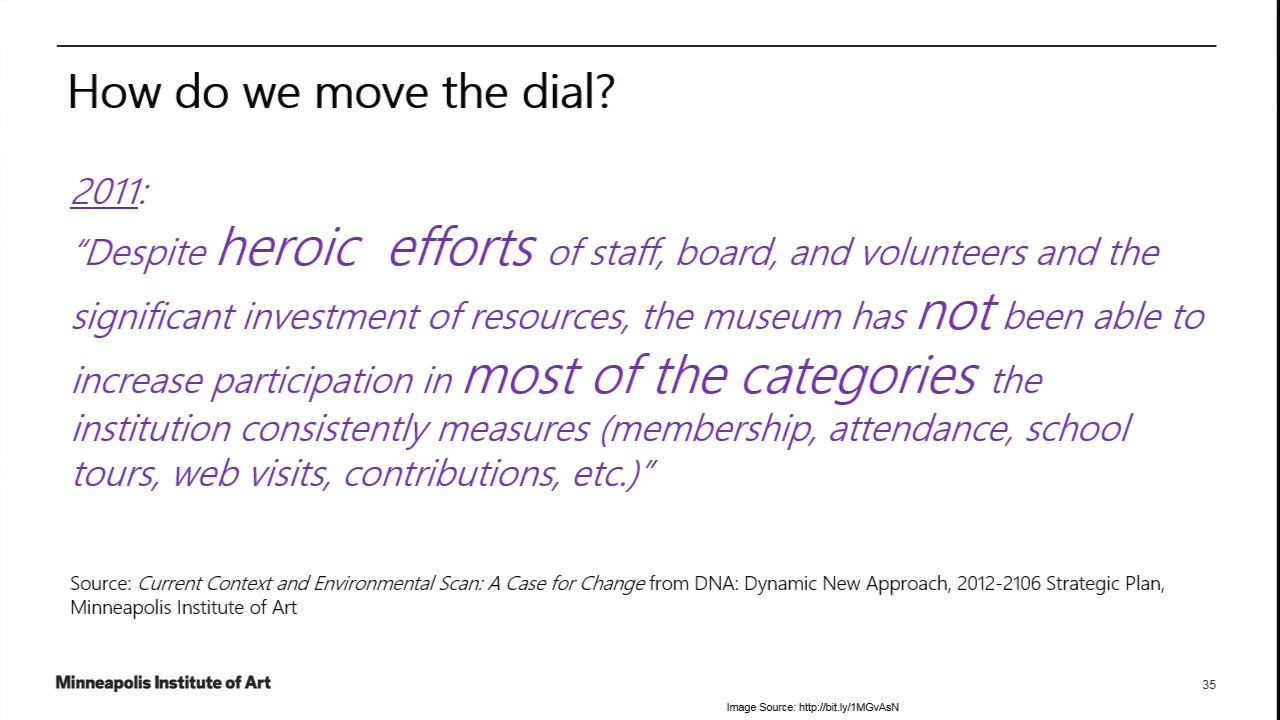 How do we move the dial?
2011:
“Despite heroic efforts of staff, board, and volunteers and the
significant investment of resources, the museum has not been able to
increase participation in most of the categories the
institution consistently measures (membership, attendance, school
tours, web visits, contributions, etc.)”
Source: Current Context and Environmental Scan: A Case for Change from DNA: Dynamic New Approach, 2012-2106 Strategic Plan,
Minneapolis Institute of Art
Minneapolis Institute of Art
35
Image Source: http://bit.ly/1MGvAsN